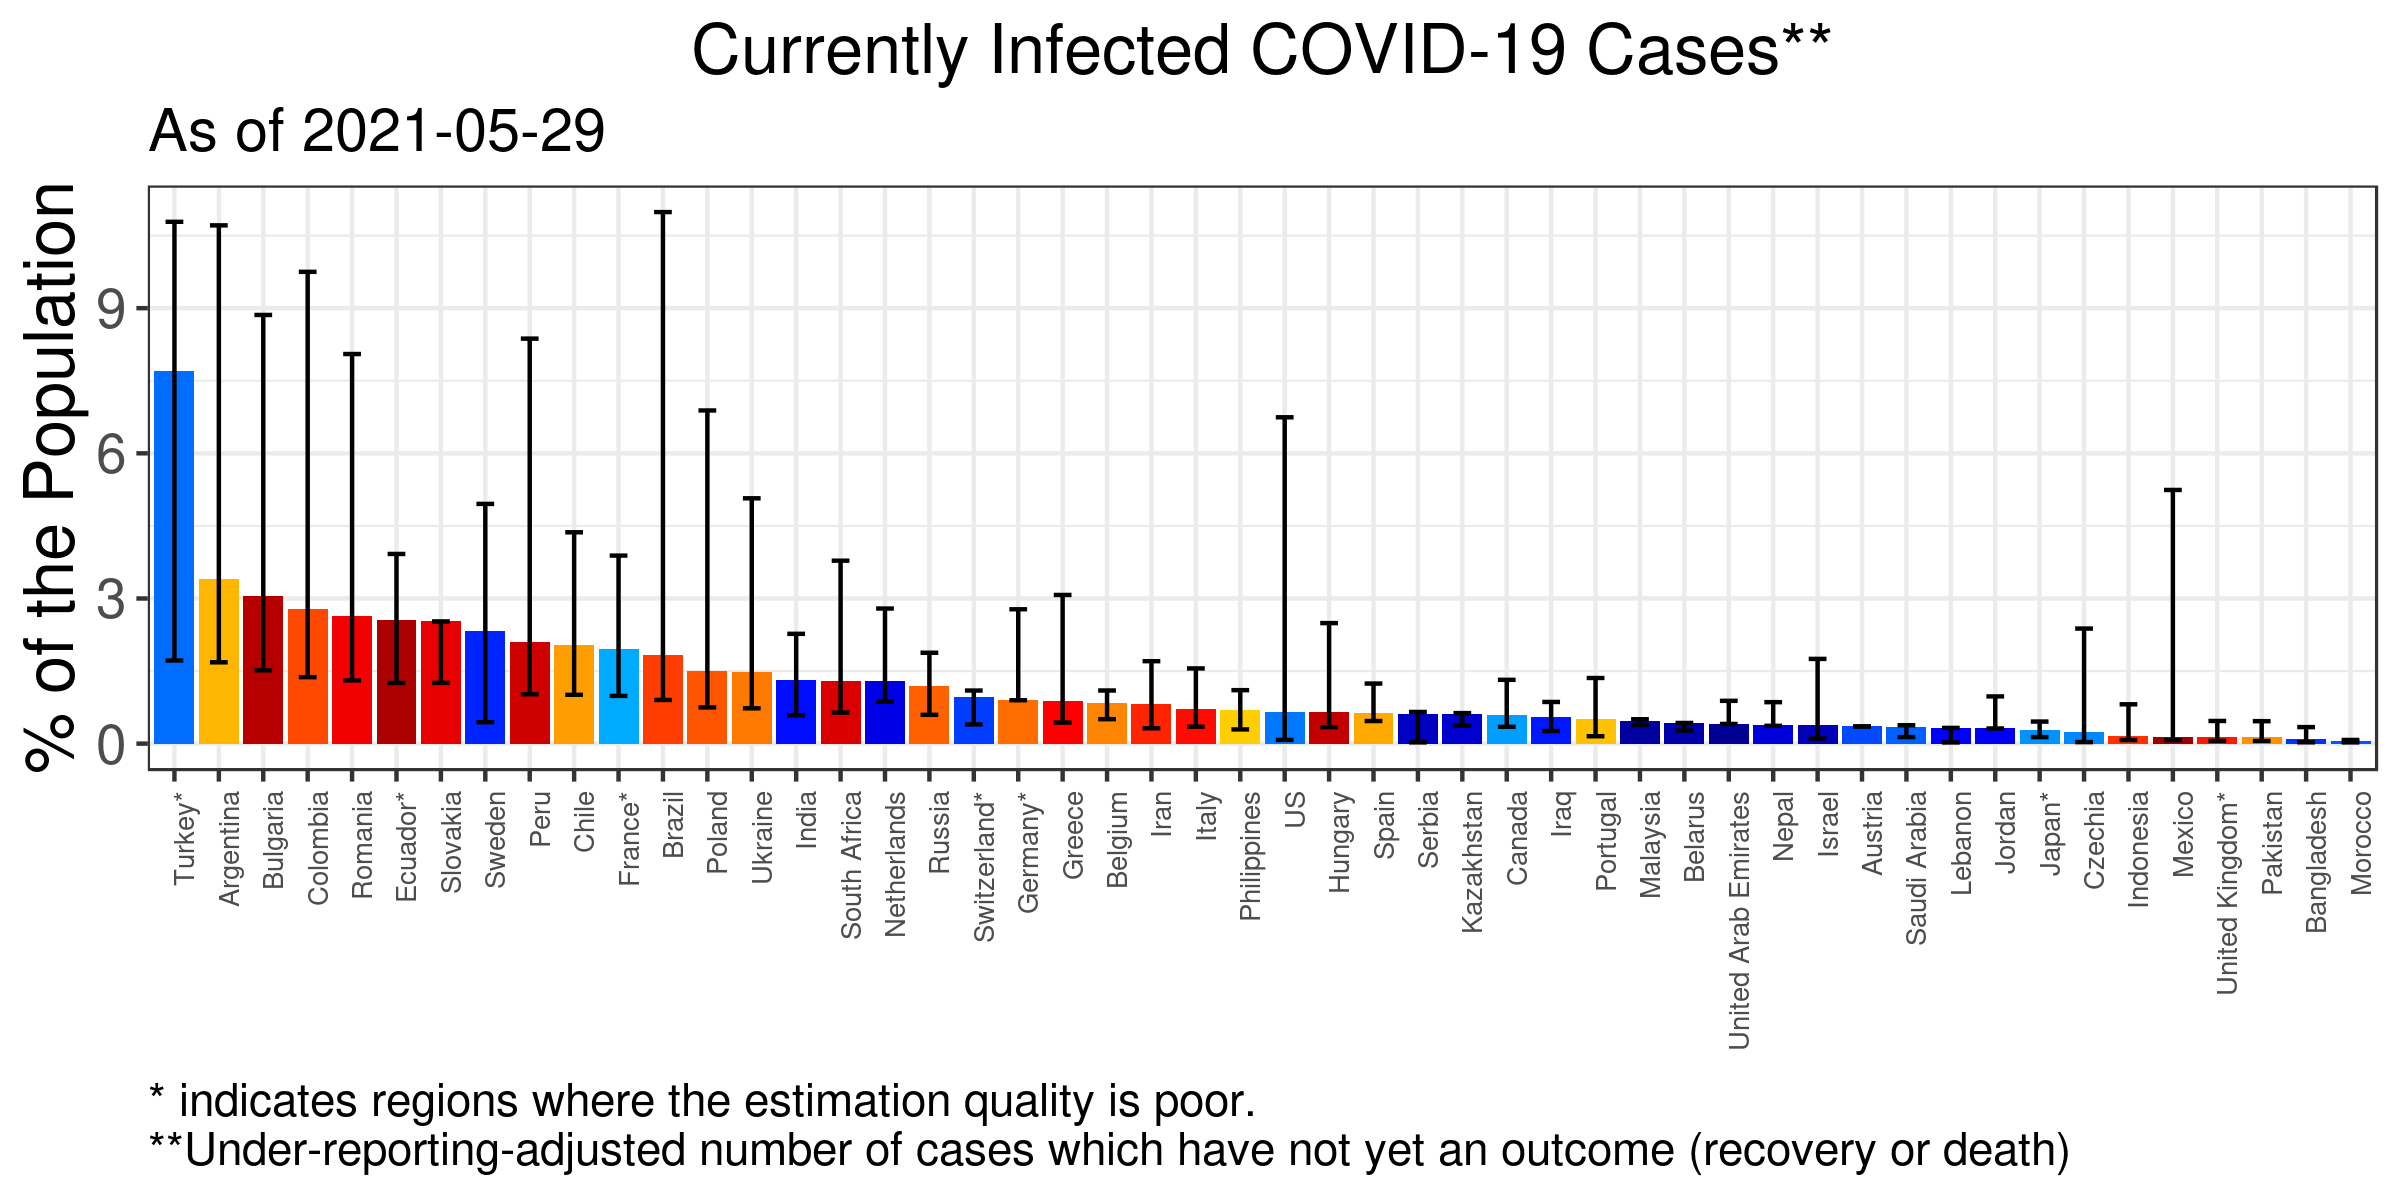 Currently Infected COVID-19 Cases**
As of 2021-05-29
% of the Population
9
6
3
0
Turkey*
Argentina
Bulgaria
Colombia
Romania
Ecuador*
Slovakia
Sweden
Peru
Chile
France*
Brazil
Poland
Ukraine
India
South Africa
Netherlands
Russia
Switzerland*
Germany*
Greece
Belgium
Iran
Italy
Philippines
US
Hungary
Spain
Serbia
Kazakhstan
Canada
Iraq
Portugal
Malaysia
Belarus
United Arab Emirates
Nepal
Israel
Austria
Saudi Arabia
Lebanon
Jordan
Japan*
Czechia
Indonesia
Mexico
United Kingdom*
Pakistan
Bangladesh
Morocco
* indicates regions where the estimation quality is poor.
**Under-reporting-adjusted number of cases which have not yet an outcome (recovery or death)